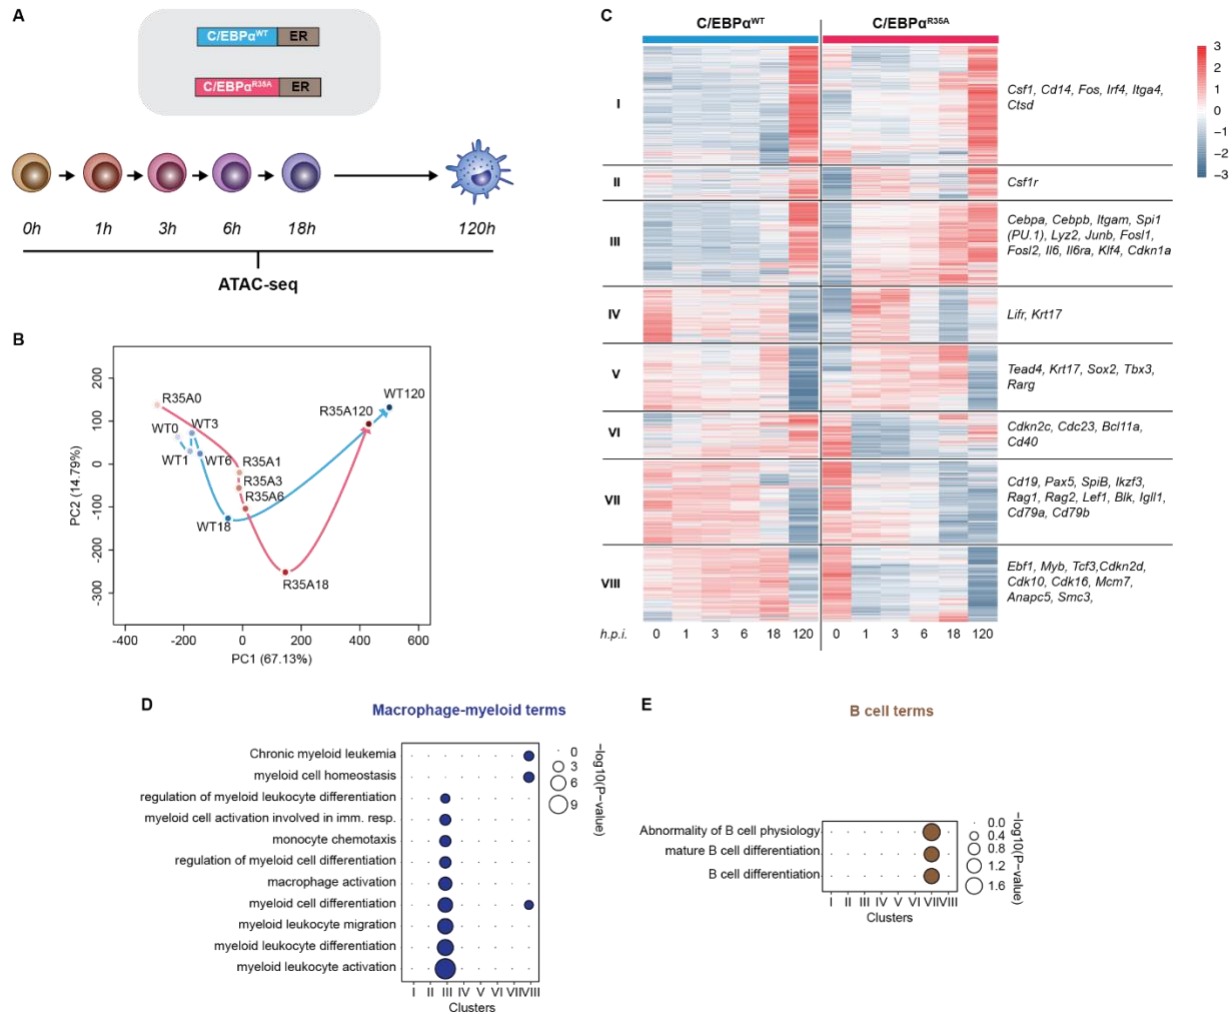 A
C/EBPαWT ER
C/EBPαR35A ER
0h 1h 3h 6h 18h 120h
ATAC-seq
B
PC2 (14.79%)
200
100
0
-100
-200
-300
R35A0
WT0
WT3
WT1
WT6
R35A1
R35A3
R35A6
WT18
R35A18
R35A120
WT120
-400 -200 0 200 400 600
PC1 (67.13%)
C
C/EBPαWT C/EBPαR35A
I
Csf1, Cd14, Fos, Irf4, Itga4,
Ctsd
II
Csf1r
III
Cebpa, Cebpb, Itgam, Spi1
(PU.1), Lyz2, Junb, Fosl1,
Fosl2, Il6, Il6ra, Klf4, Cdkn1a
IV
Lifr, Krt17
V
Tead4, Krt17, Sox2, Tbx3,
Rarg
VI
Cdkn2c, Cdc23, Bcl11a,
Cd40
VII
Cd19, Pax5, SpiB, Ikzf3,
Rag1, Rag2, Lef1, Blk, Igll1,
Cd79a, Cd79b
VIII
Ebf1, Myb, Tcf3,Cdkn2d,
Cdk10, Cdk16, Mcm7,
Anapc5, Smc3,
h.p.i. 0 1 3 6 18 120 0 1 3 6 18 120
3
2
1
0
−1
−2
−3
D
Macrophage-myeloid terms
Chronic myeloid leukemia
myeloid cell homeostasis
regulation of myeloid leukocyte differentiation
myeloid cell activation involved in imm. resp.
monocyte chemotaxis
regulation of myeloid cell differentiation
macrophage activation
myeloid cell differentiation
myeloid leukocyte migration
myeloid leukocyte differentiation
myeloid leukocyte activation
I II III IV V VI VII VIII
Clusters
0
3
6
9
−log10(P−value)
E
B cell terms
Abnormality of B cell physiology
mature B cell differentiation
B cell differentiation
I II III IV V VI VII VIII
Clusters
0.0
0.4
0.8
1.2
1.6
−log10(P−value)